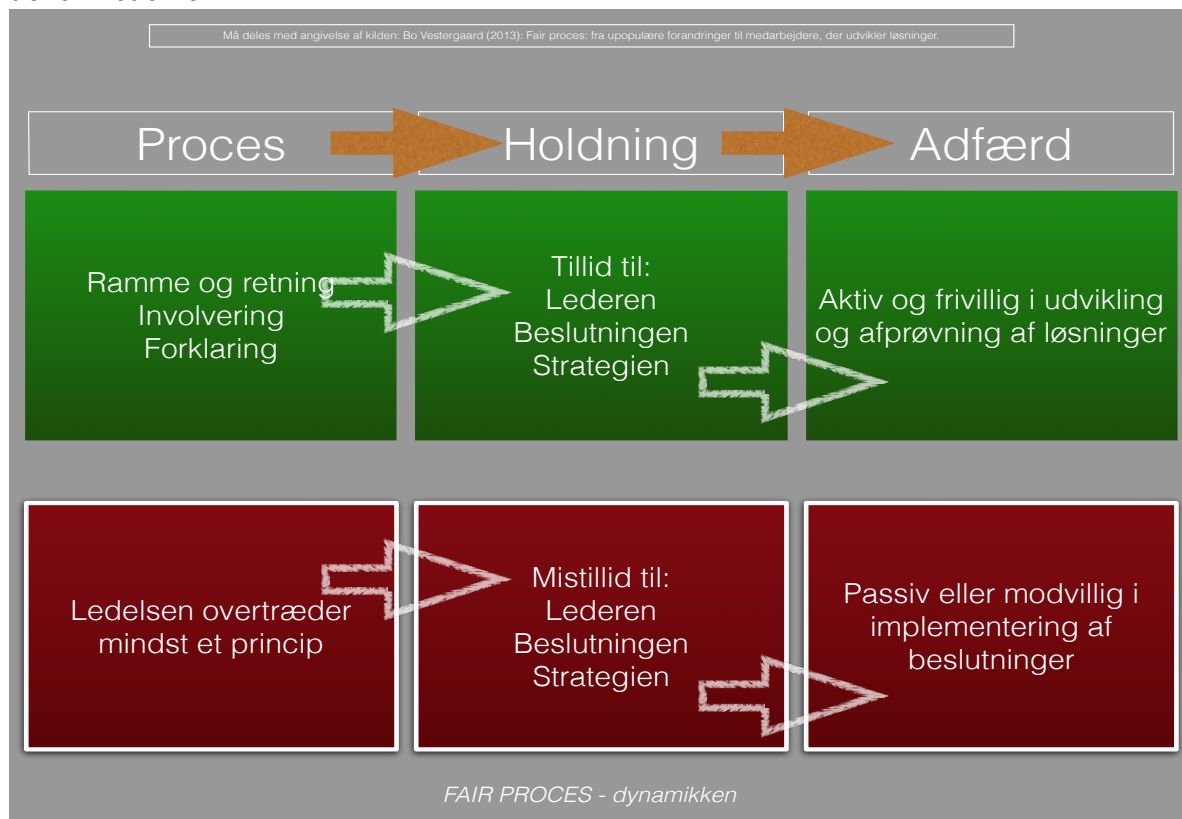 Må deles med angivelse af kilden: Bo Vestergaard (2013): Fair proces: fra upopulære forandringer til medarbejdere, der udvikler løsninger.
Proces
Holdning
Adfærd
Ramme og retning
Involvering
Forklaring
Tillid til:
Lederen
Beslutningen
Strategien
Aktiv og frivillig i udvikling
og afprøvning af løsninger
Ledelsen overtræder
mindst et princip
Mistillid til:
Lederen
Beslutningen
Strategien
Passiv eller modvillig i
implementering af
beslutninger
FAIR PROCES - dynamikken